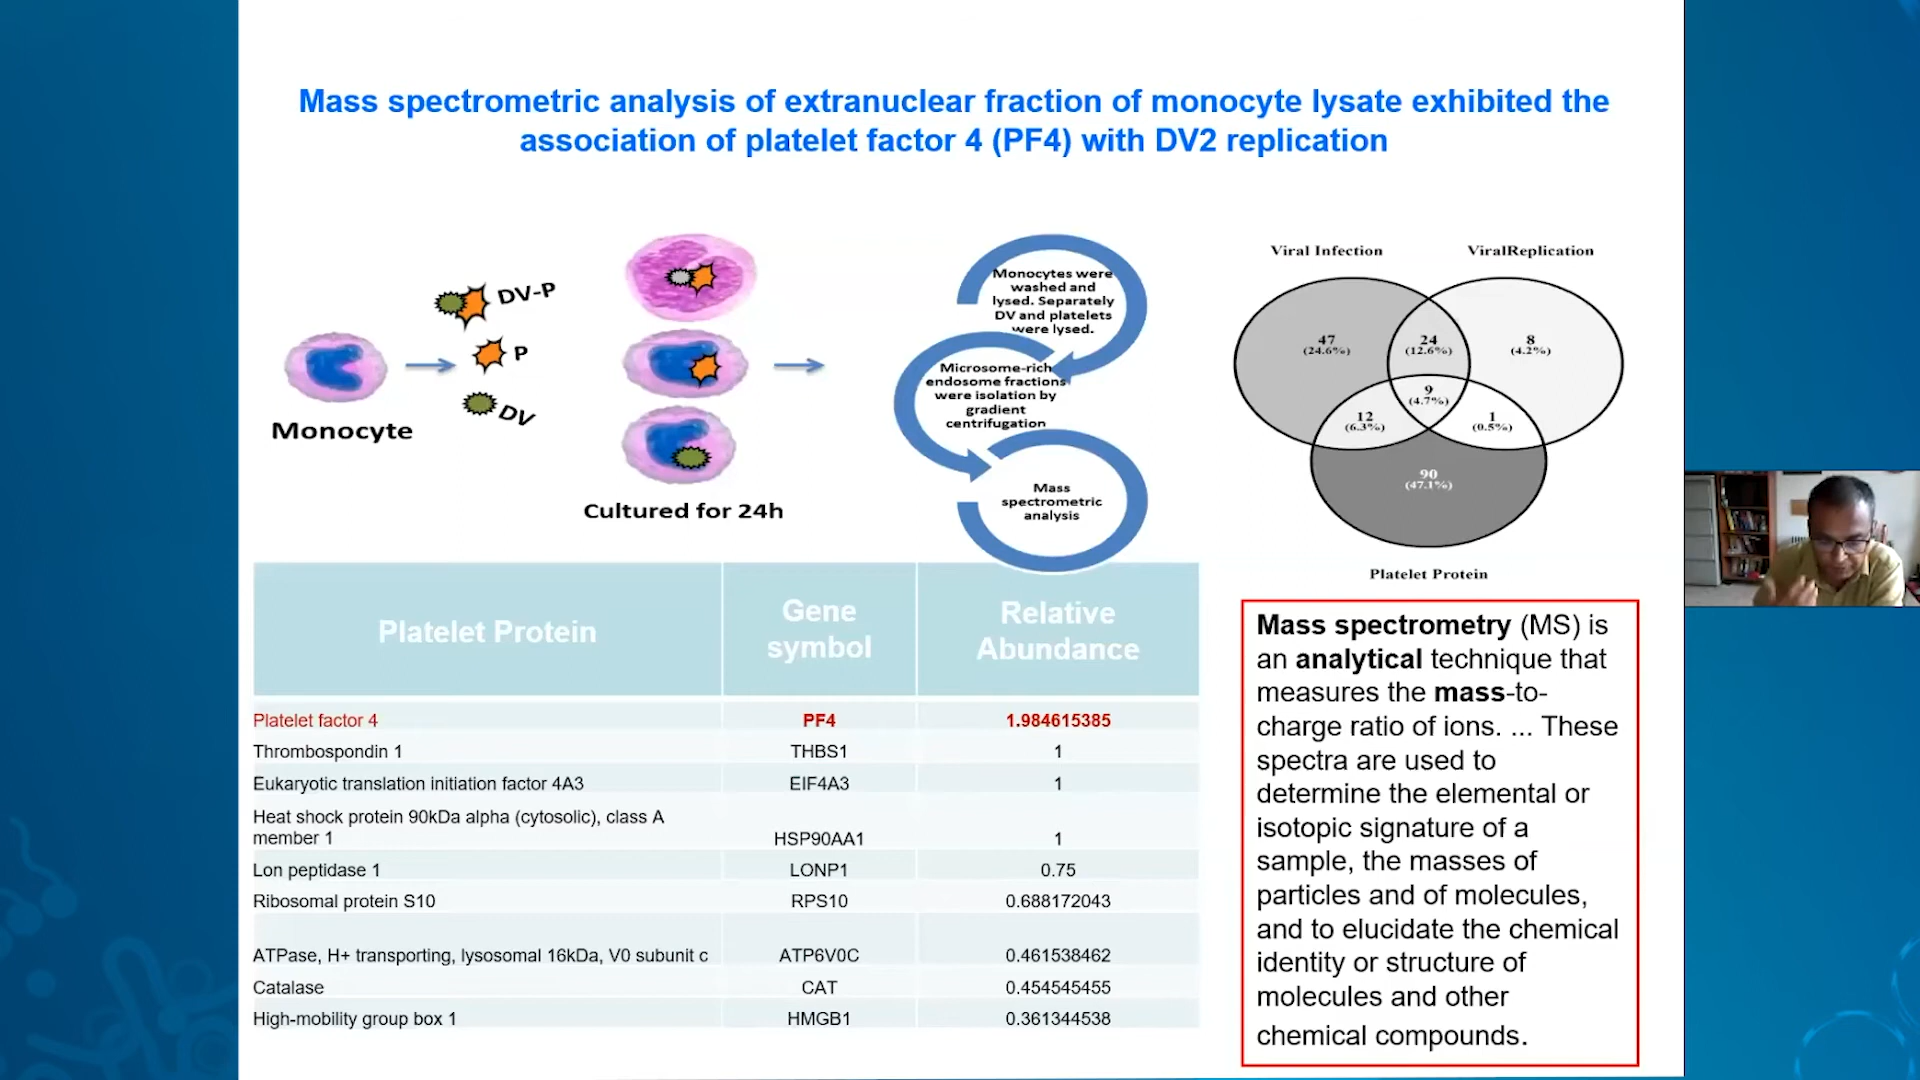 Mass spectrometric analysis of extranuclear fraction of monocyte lysate exhibited the
association of platelet factor 4 (PF4) with DV2 replication
DV-P
P
DV
Monocyte
Cultured for 24h
Monocytes were
washed and
lysed. Separately
DV and platelets
were lysed.
Microsome-rich
endosome fractions
were isolation by
gradient
centrifugation
Mass
spectrometric
analysis
Viral Infection
ViralReplication
47
(24.6%)
24
(12.6%)
8
(4.2%)
9
(4.7%)
12
(6.3%)
1
(0.5%)
90
(47.1%)
Platelet Protein
Platelet Protein Gene symbol Relative Abundance
Platelet factor 4 PF4 1.984615385
Thrombospondin 1 THBS1 1
Eukaryotic translation initiation factor 4A3 EIF4A3 1
Heat shock protein 90kDa alpha (cytosolic), class A
member 1 HSP90AA1 1
Lon peptidase 1 LONP1 0.75
Ribosomal protein S10 RPS10 0.688172043
ATPase, H+ transporting, lysosomal 16kDa, V0 subunit c ATP6V0C 0.461538462
Catalase CAT 0.454545455
High-mobility group box 1 HMGB1 0.361344538
Mass spectrometry (MS) is
an analytical technique that
measures the mass-to-
charge ratio of ions. ... These
spectra are used to
determine the elemental or
isotopic signature of a
sample, the masses of
particles and of molecules,
and to elucidate the chemical
identity or structure of
molecules and other
chemical compounds.